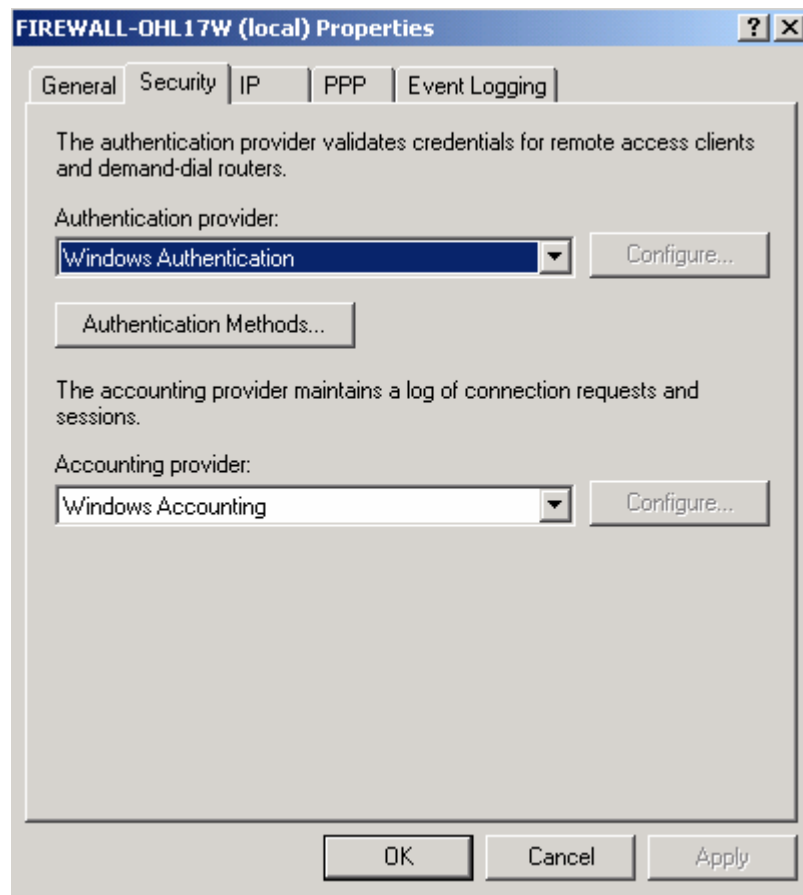 FIREWALL-OHL17W (local) Properties
General Security IP PPP Event Logging
The authentication provider validates credentials for remote access clients
and demand-dial routers.
Authentication provider:
Windows Authentication Configure...
Authentication Methods...
The accounting provider maintains a log of connection requests and
sessions.
Accounting provider:
Windows Accounting Configure...
OK Cancel Apply